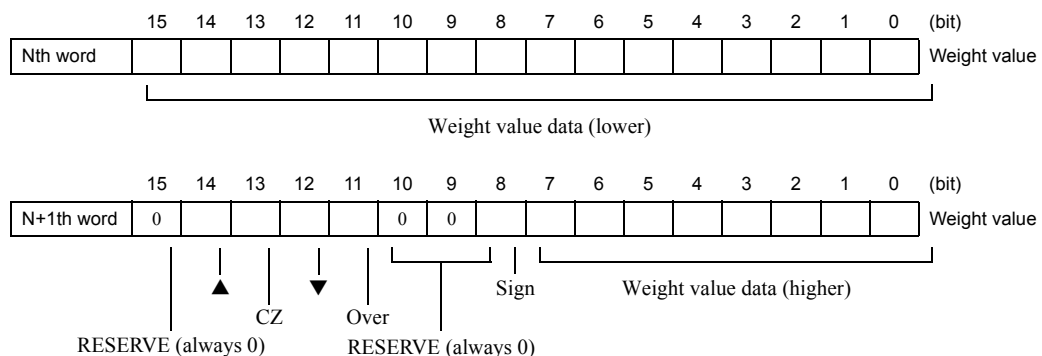 15 14 13 12 11 10 9 8 7 6 5 4 3 2 1 0 (bit)
Nth word Weight value
Weight value data (lower)
15 14 13 12 11 10 9 8 7 6 5 4 3 2 1 0 (bit)
N+1th word 0 0 0 Weight value
▲ ▼ Sign Weight value data (higher)
CZ Over
RESERVE (always 0) RESERVE (always 0)